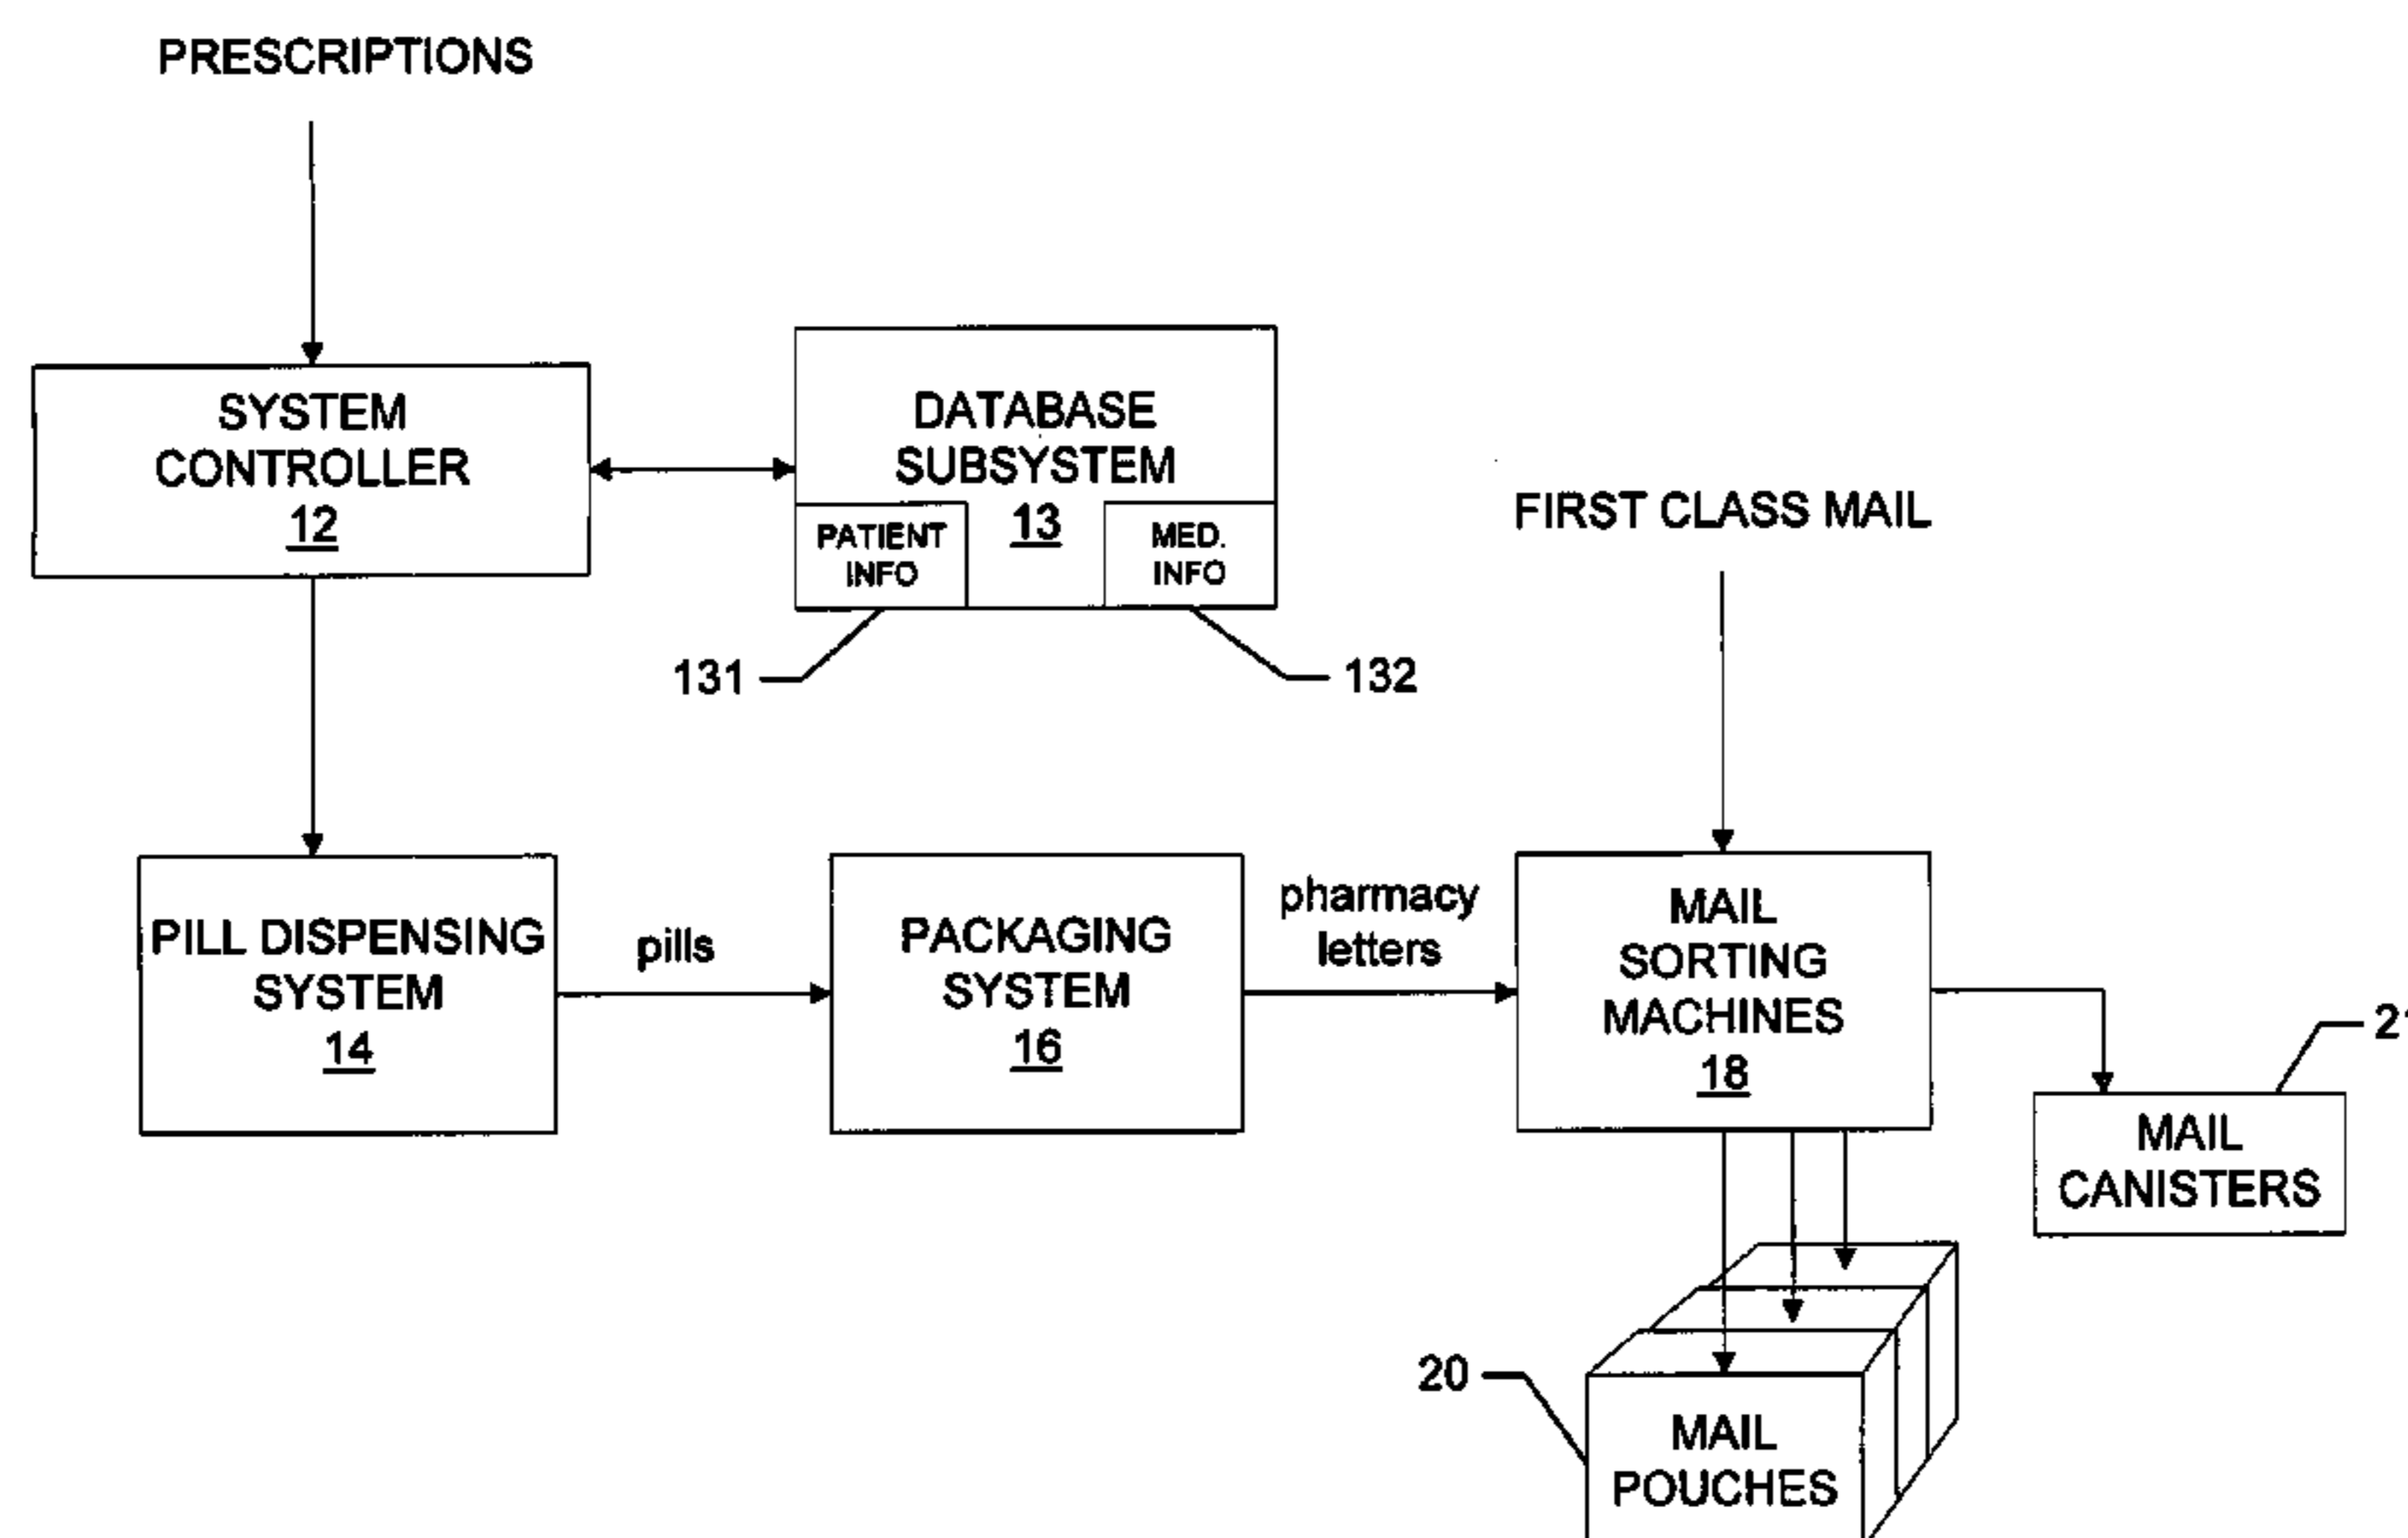 PRESCRIPTIONS
SYSTEM
CONTROLLER
12
DATABASE
SUBSYSTEM
13
PATIENT
INFO
MED.
INFO
131
132
FIRST CLASS MAIL
PILL DISPENSING
SYSTEM
14
pills
PACKAGING
SYSTEM
16
pharmacy
letters
MAIL
SORTING
MACHINES
18
21
MAIL
CANISTERS
20
MAIL
POUCHES